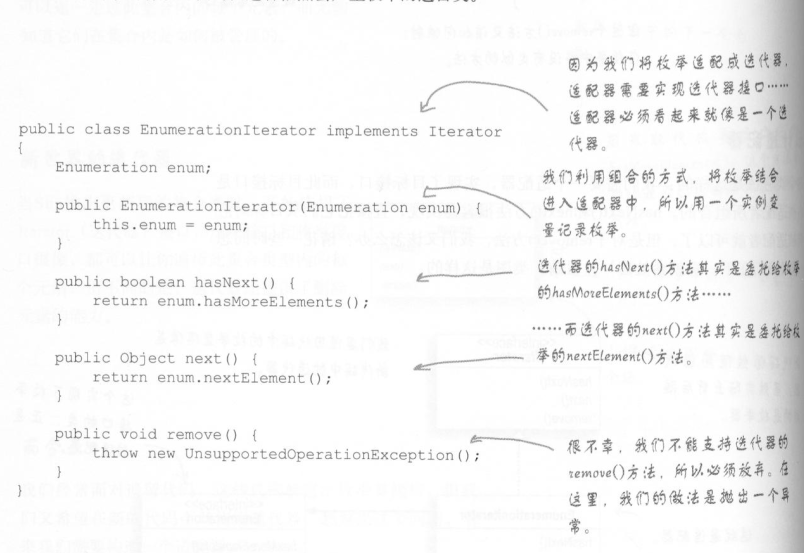 因为我们将枚举适配成迭代器,
适配器需要实现迭代器接口……
适配器必须看起来就像是一个迭
代器。
public class EnumerationIterator implements Iterator
{
Enumeration enum;
public EnumerationIterator(Enumeration enum) {
this.enum = enum;
}
我们利用组合的方式，将枚举结合
进入适配器中，所以用一个实例变
量记录枚举。
public boolean hasNext() {
return enum.hasMoreElements();
}
迭代器的hasNext()方法其实是委托给枚举
的hasMoreElements()方法……
public Object next() {
return enum.nextElement();
}
……而迭代器的next()方法其实是委托给枚
举的nextElement()方法。
public void remove() {
throw new UnsupportedOperationException();
}
}
很不幸，我们不能支持迭代器的
remove()方法，所以必须放弃。在
这里，我们的做法是抛出一个异
常。